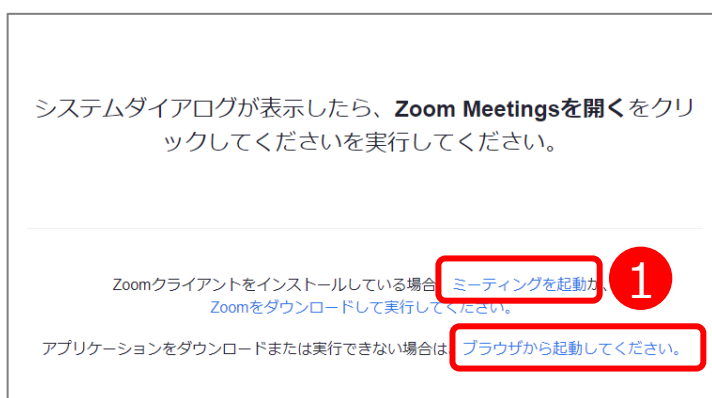 システムダイアログが表示したら、Zoom Meetingsを開くをクリ
ックしてくださいを実行してください。
Zoomクライアントをインストールしている場合、ミーティングを起動か、
1
Zoomをダウンロードして実行してください。
アプリケーションをダウンロードまたは実行できない場合は、ブラウザから起動してください。